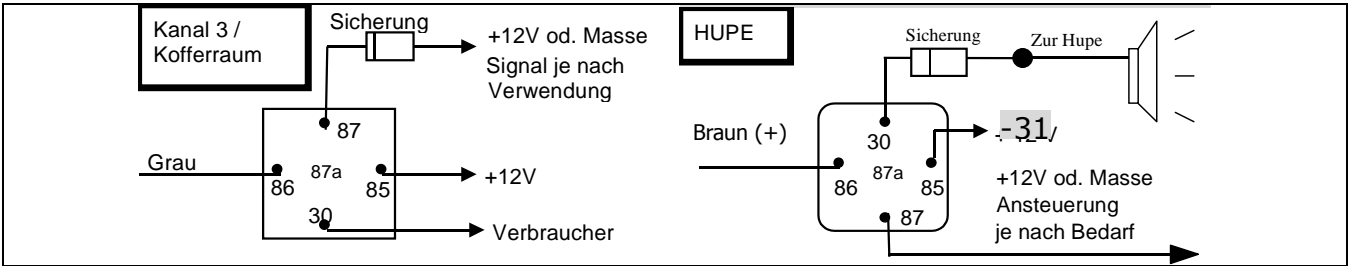 Kanal 3 /
Kofferraum
Sicherung
+12V od. Masse
Signal je nach
Verwendung
87
Grau
86
87a
85
+12V
30
Verbraucher
HUPE
Sicherung
Zur Hupe
30
-31
Braun (+)
86
87a
85
+12V od. Masse
Ansteuerung
je nach Bedarf
87